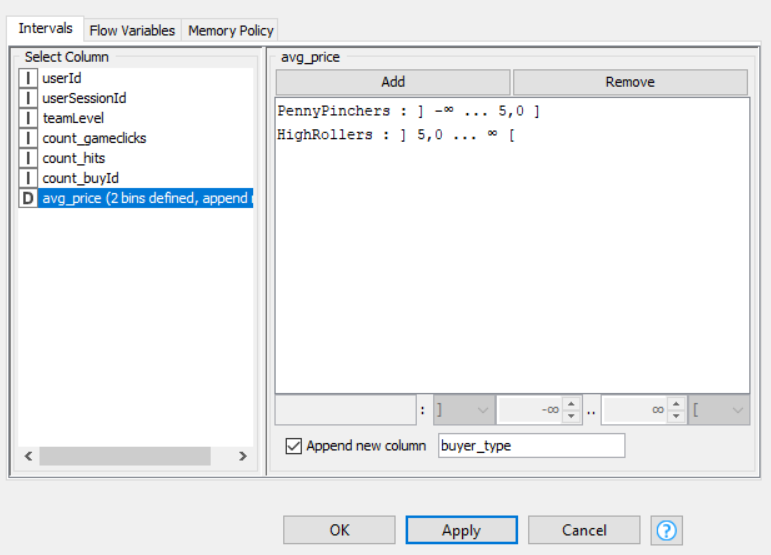 Intervals Flow Variables Memory Policy
Select Column
I userId
I userSessionId
I teamLevel
I count_gameclicks
I count_hits
I count_buyId
D avg_price (2 bins defined, append
avg_price
Add Remove
PennyPinchers : ] -∞ ... 5,0 ]
HighRollers : ] 5,0 ... ∞ [
: ] -∞ .. ∞ [
Append new column buyer_type
OK Apply Cancel ?